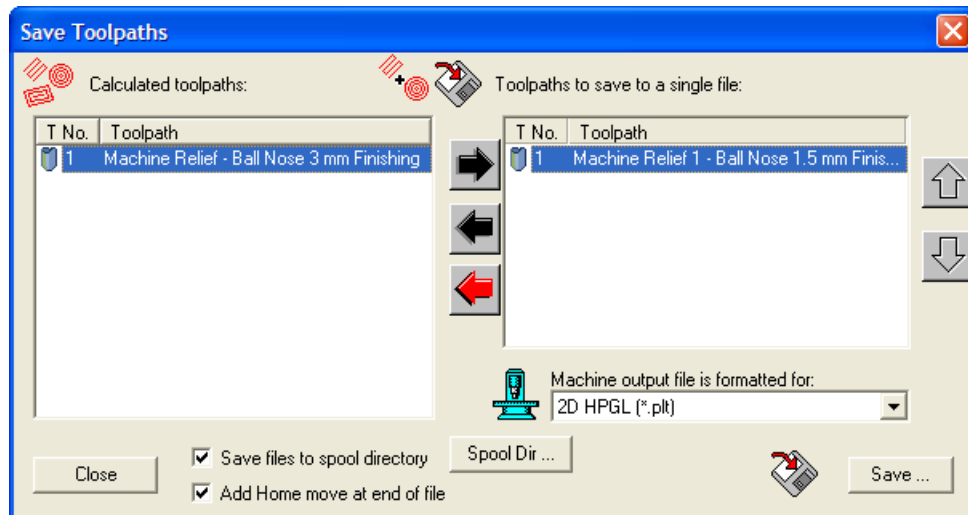 Save Toolpaths
Calculated toolpaths:
Toolpaths to save to a single file:
T No. Toolpath
1 Machine Relief - Ball Nose 3 mm Finishing
T No. Toolpath
1 Machine Relief 1 - Ball Nose 1.5 mm Finis...
Machine output file is formatted for:
2D HPGL (*.plt)
Save files to spool directory
Spool Dir ...
Close
Save ...
Add Home move at end of file